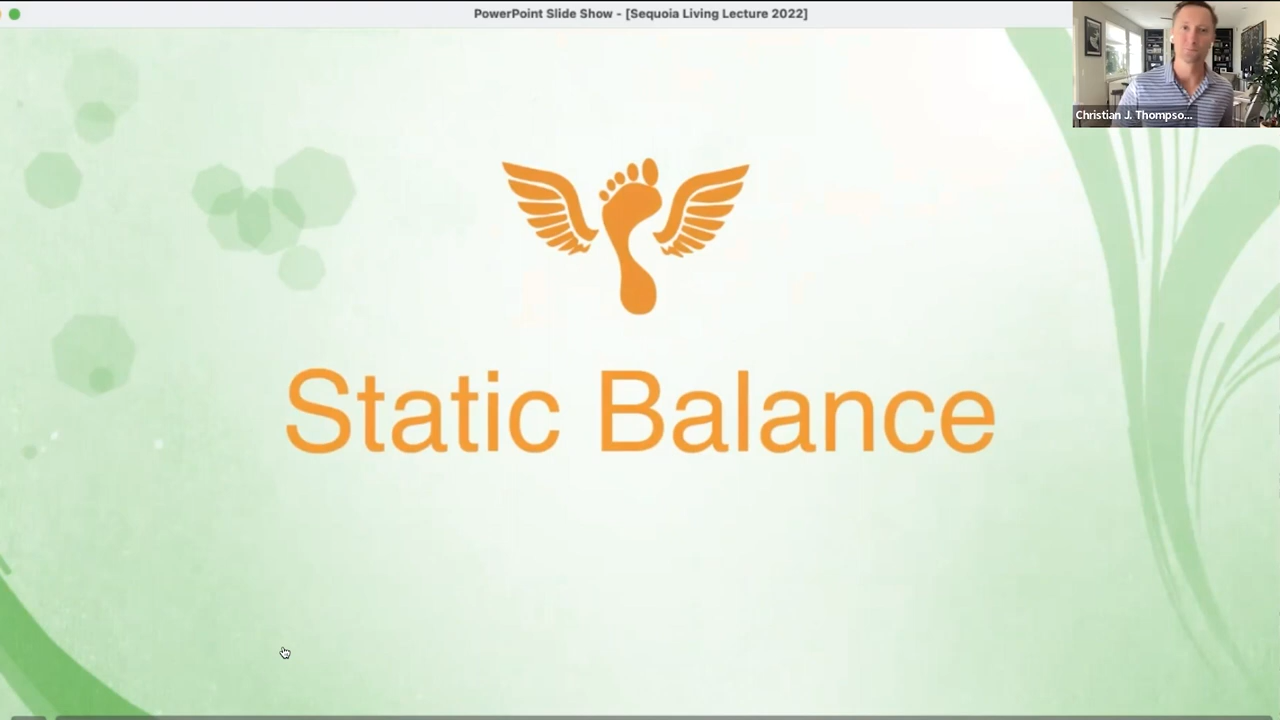 PowerPoint Slide Show - [Sequoia Living Lecture 2022]
Christian J. Thompso...
Static Balance